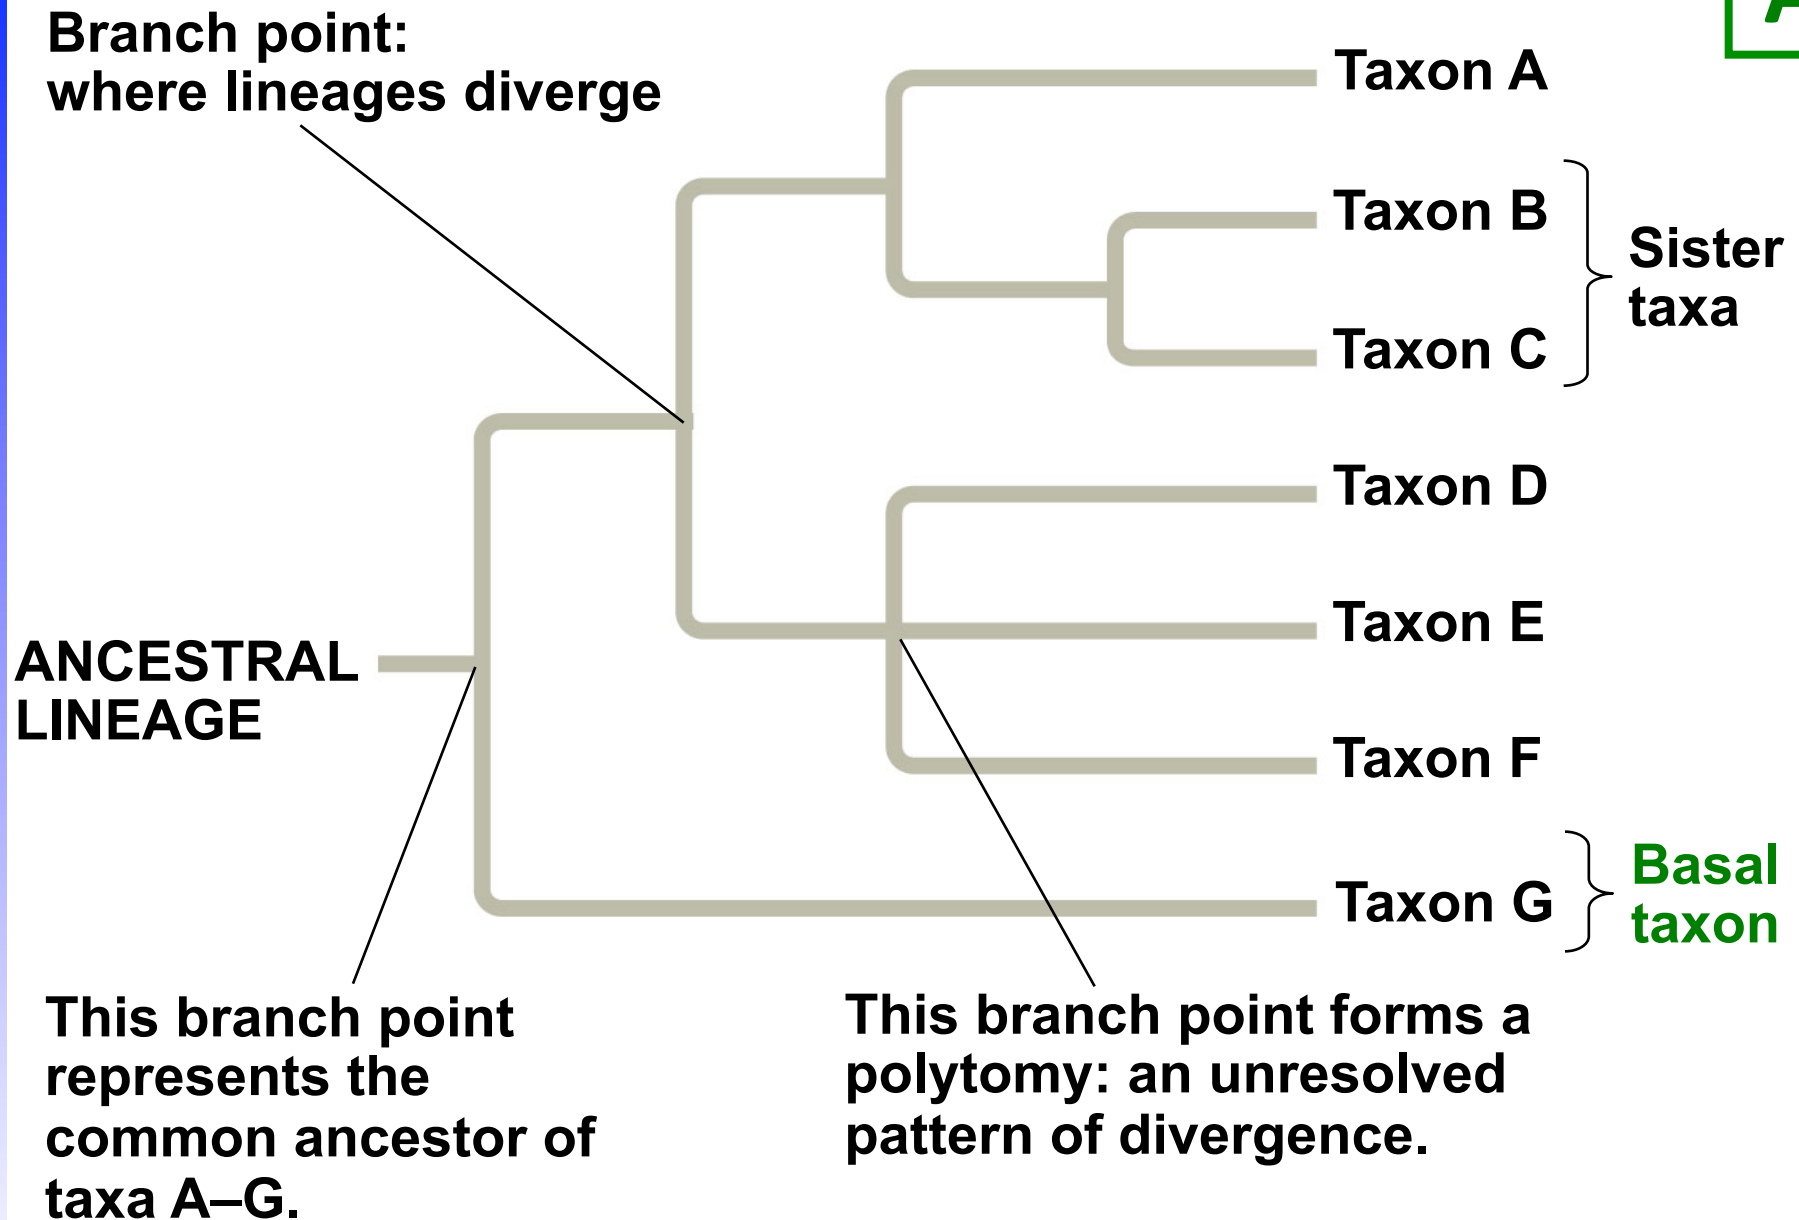 Branch point:
where lineages diverge
Taxon A
Taxon B
Sister
taxa
Taxon C
Taxon D
Taxon E
ANCESTRAL
LINEAGE
Taxon F
Basal
taxon
Taxon G
This branch point
represents the
common ancestor of
taxa A–G.
This branch point forms a
polytomy: an unresolved
pattern of divergence.